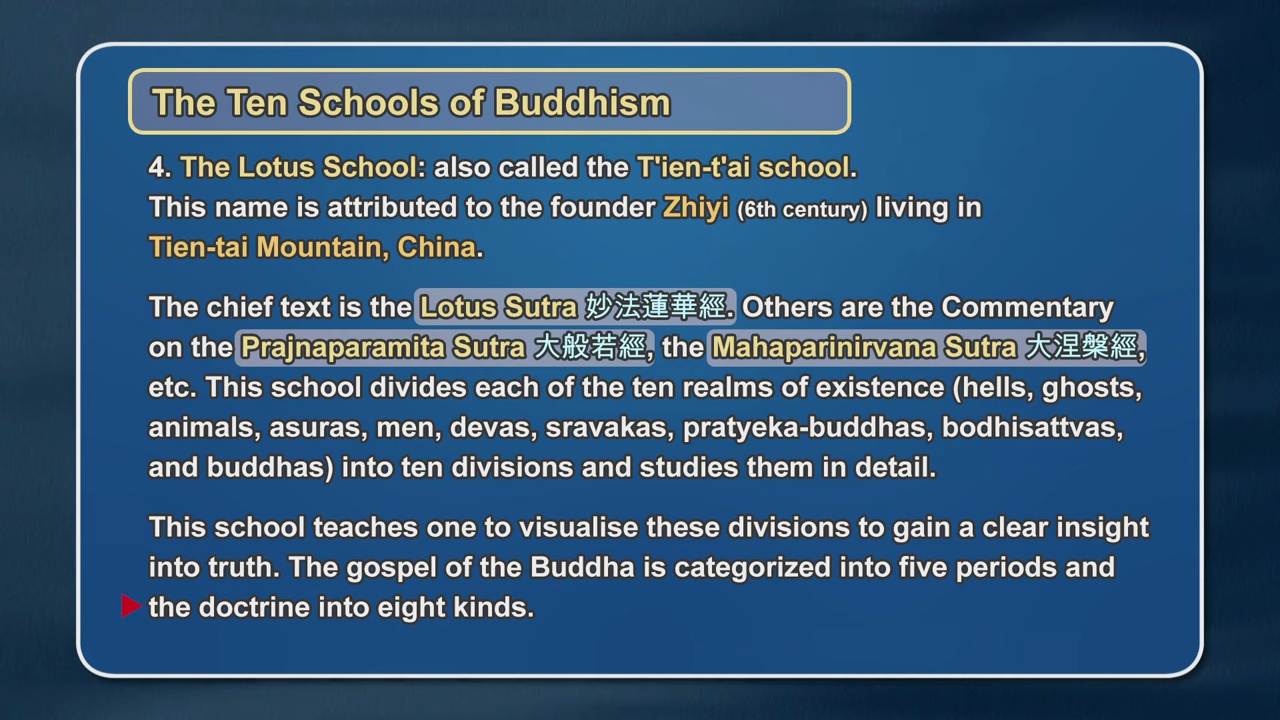 The Ten Schools of Buddhism
4. The Lotus School: also called the T'ien-t'ai school.
This name is attributed to the founder Zhiyi (6th century) living in
Tien-tai Mountain, China.
The chief text is the Lotus Sutra 妙法蓮華經. Others are the Commentary
on the Prajnaparamita Sutra 大般若經, the Mahaparinirvana Sutra 大涅槃經,
etc. This school divides each of the ten realms of existence (hells, ghosts,
animals, asuras, men, devas, sravakas, pratyeka-buddhas, bodhisattvas,
and buddhas) into ten divisions and studies them in detail.
This school teaches one to visualise these divisions to gain a clear insight
into truth. The gospel of the Buddha is categorized into five periods and
the doctrine into eight kinds.